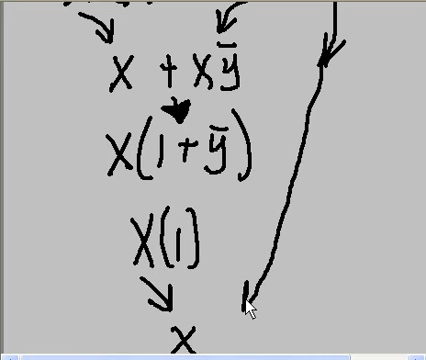 x + xȳ
x(1 + ȳ)
x(1)
x